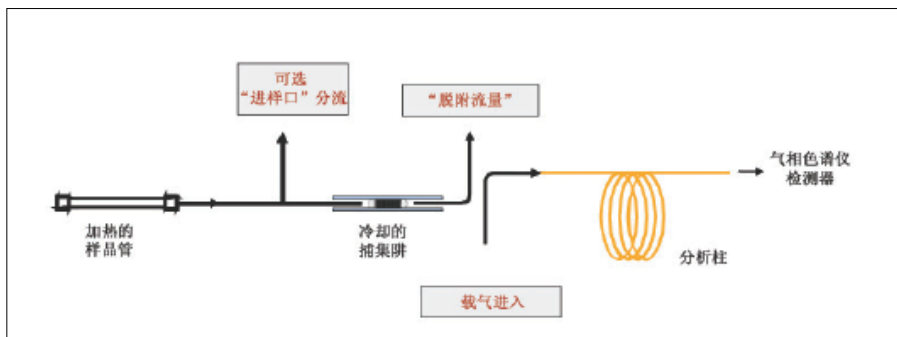 可选
“进样口”分流
“脱附流量”
气相色谱仪
检测器
加热的
样品管
冷却的
捕集阱
分析柱
载气进入